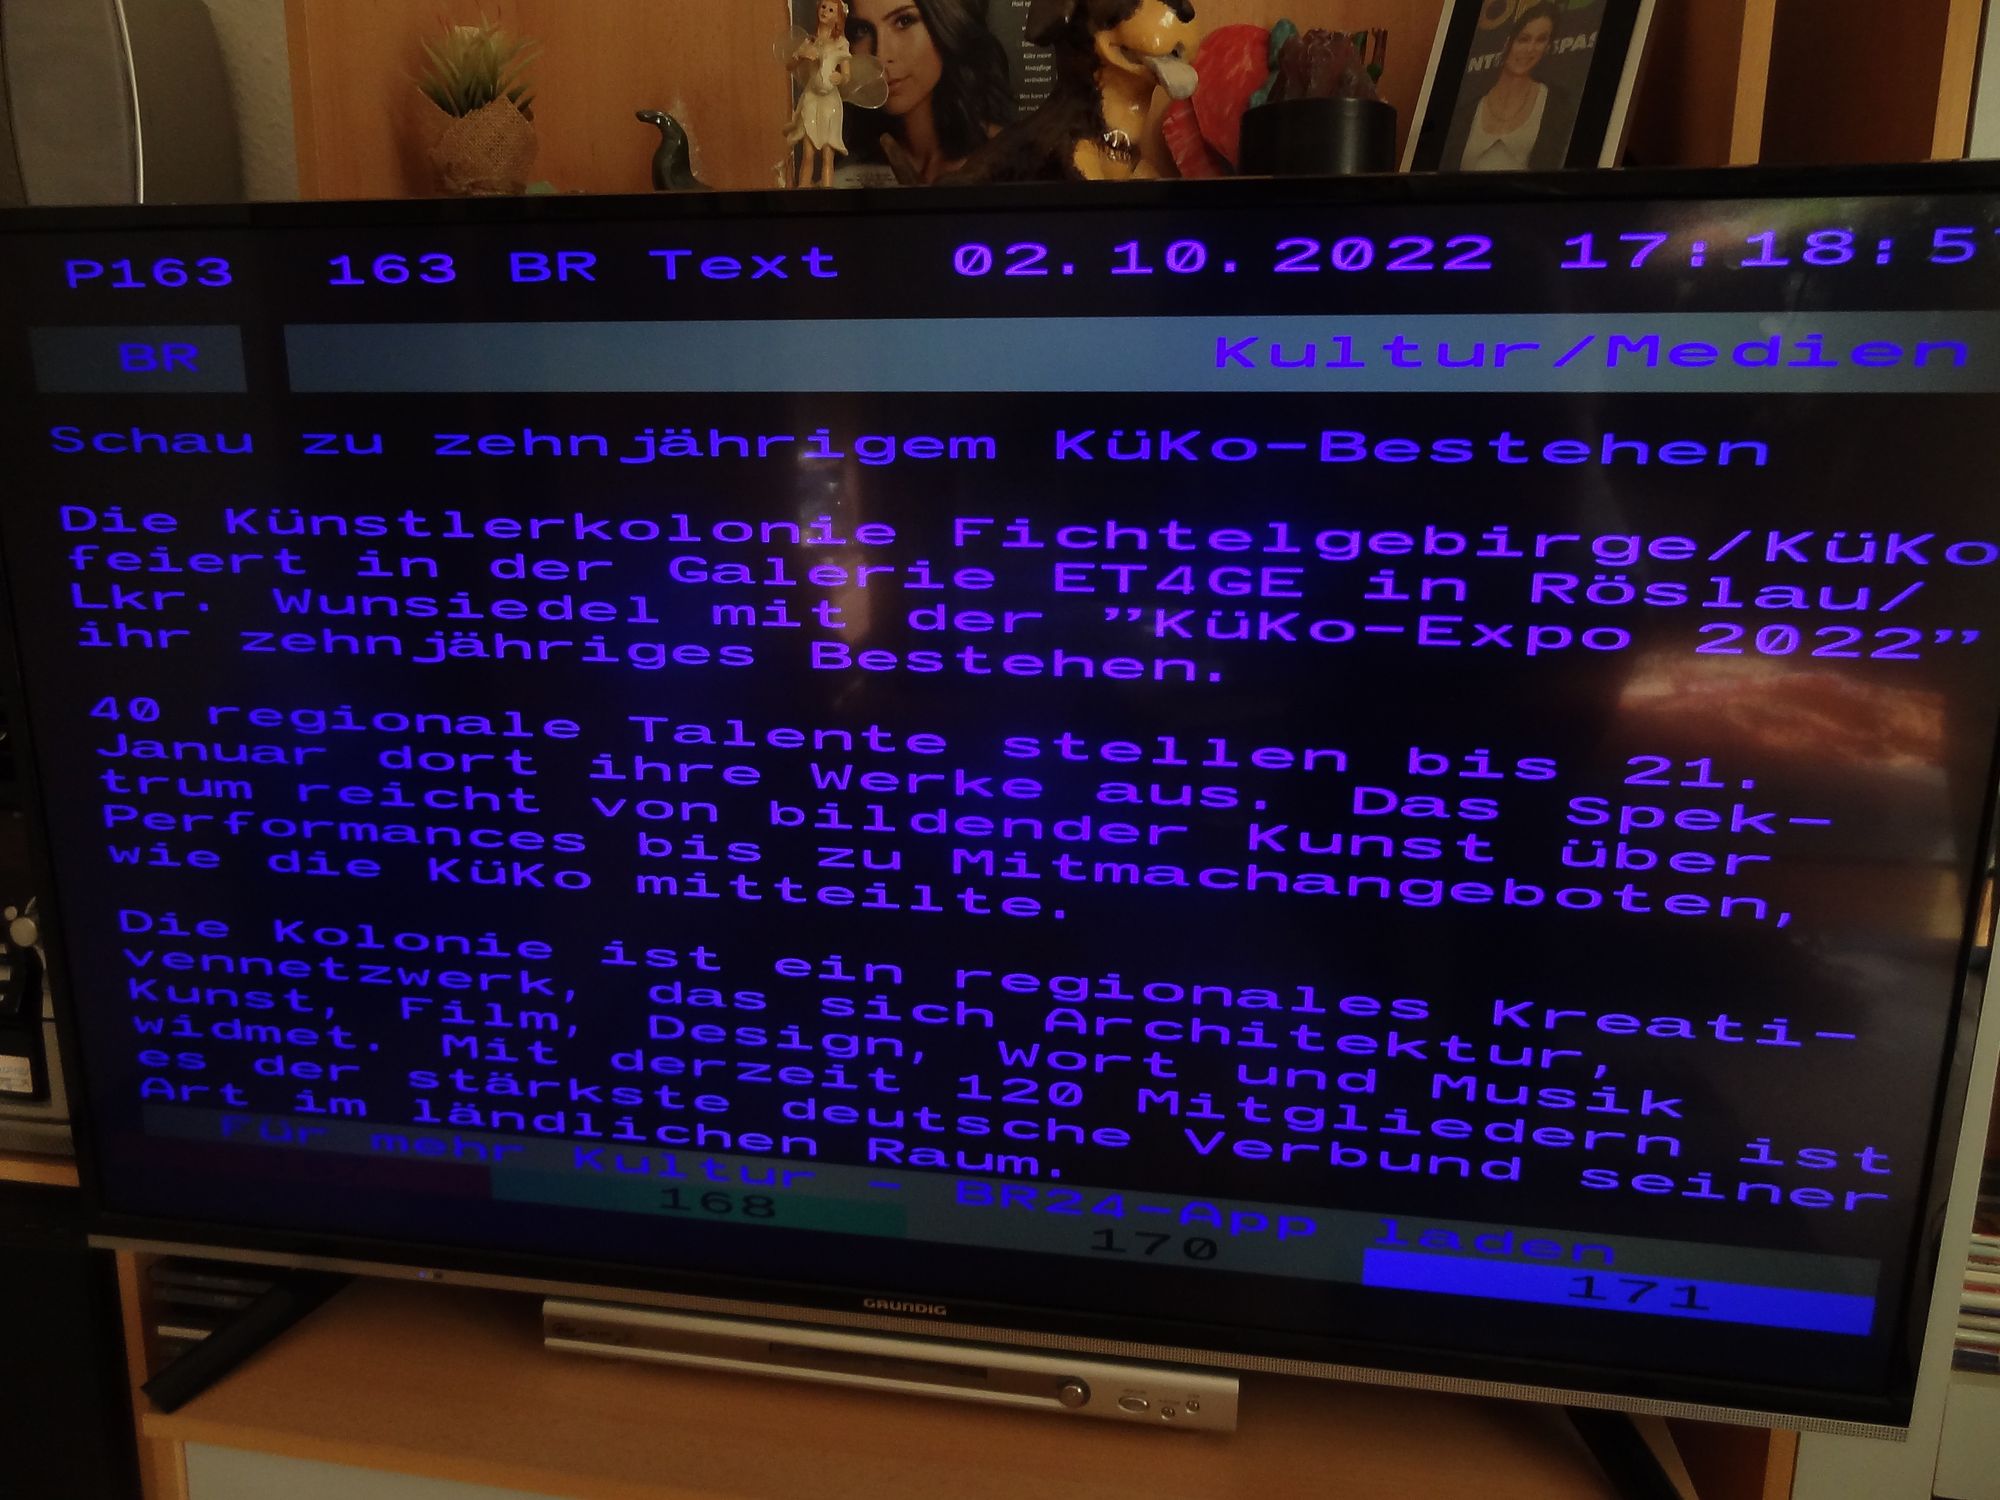 P163 163 BR Text 02.10.2022 17:18:5
BR Kultur/Medien
Schau zu zehnjährigem KüKo-Bestehen
Die Künstlerkolonie Fichtelgebirge/KüKo
feiert in der Galerie ET4GE in Röslau/
Lkr. Wunsiedel mit der "KüKo-Expo 2022"
ihr zehnjähriges Bestehen.
40 regionale Talente stellen bis 21.
Januar dort ihre Werke aus. Das Spek-
trum reicht von bildender Kunst über
Performances bis zu Mitmachangeboten,
wie die KüKo mitteilte.
Die Kolonie ist ein regionales Kreati-
vennetzwerk, das sich Architektur,
Kunst, Film, Design, Wort und Musik
widmet. Mit derzeit 120 Mitgliedern ist
es der stärkste deutsche Verbund seiner
Art im ländlichen Raum.
Für mehr Kultur - BR24-App laden
168 170 171
GRUNDIG